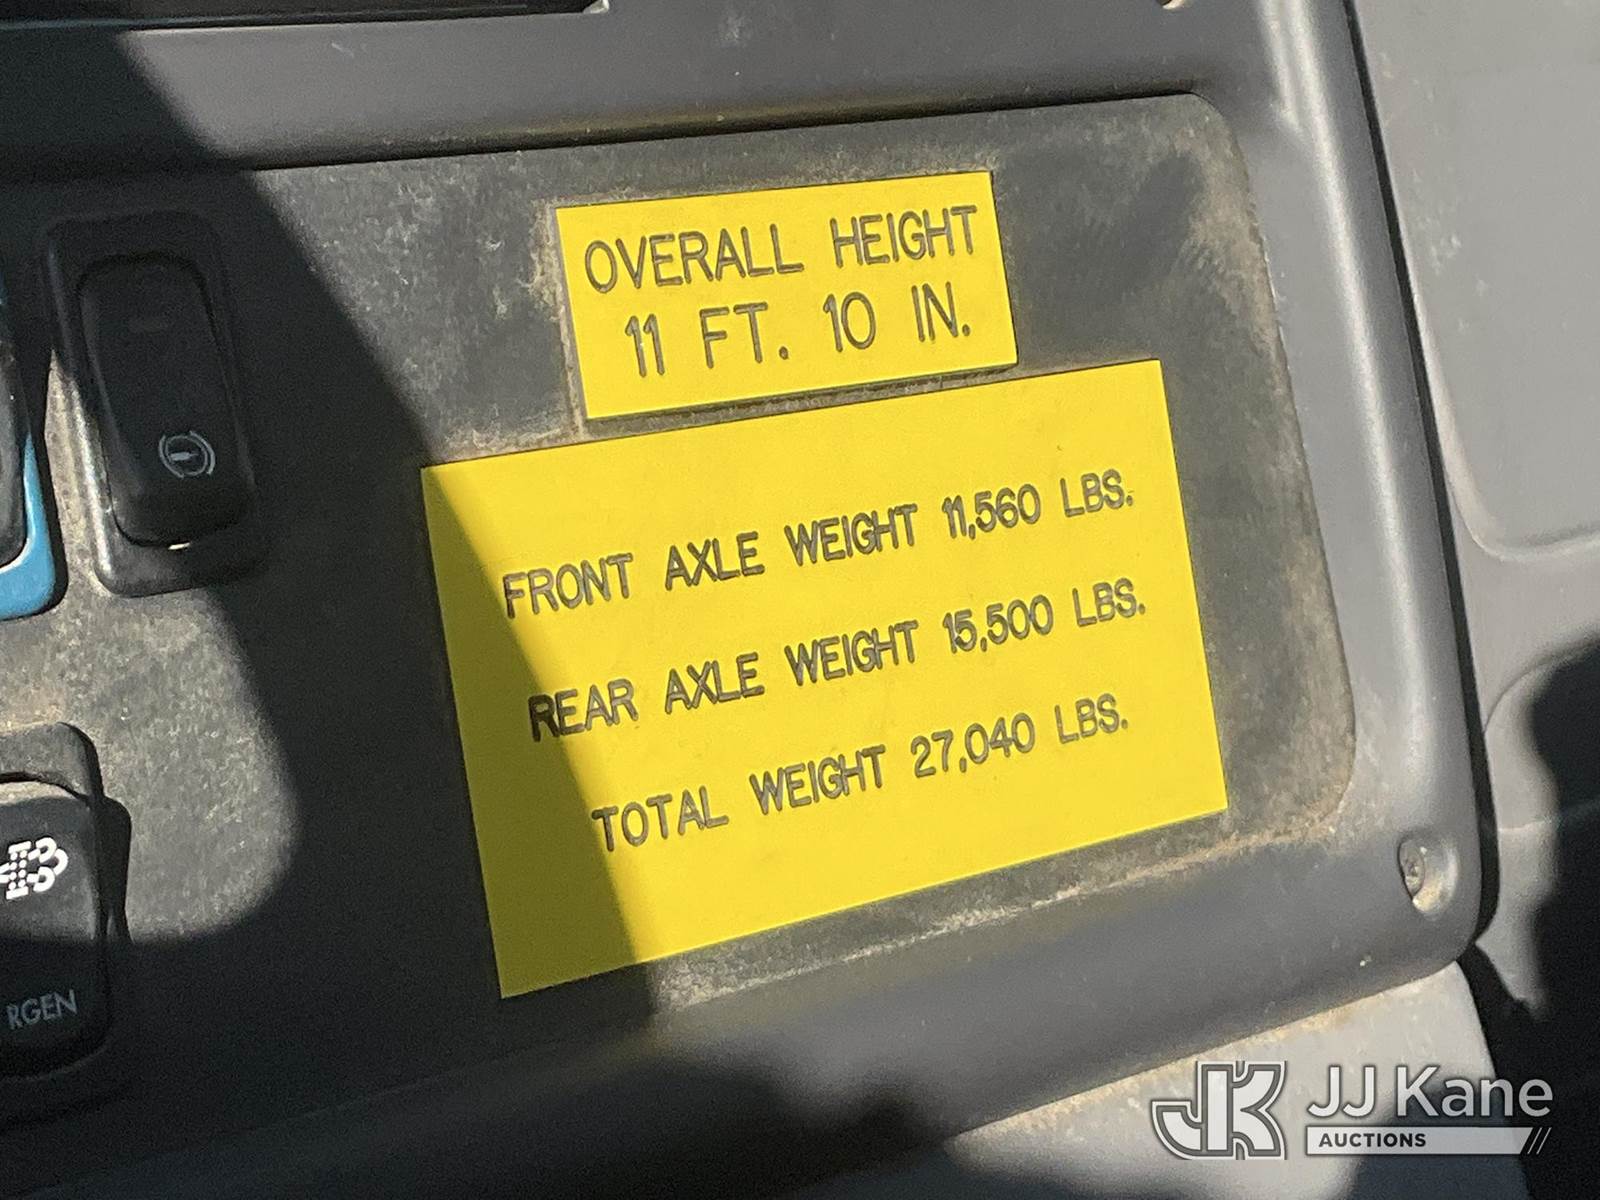 OVERALL HEIGHT
11 FT. 10 IN.
FRONT AXLE WEIGHT 11,560 LBS.
REAR AXLE WEIGHT 15,500 LBS.
TOTAL WEIGHT 27,040 LBS.
RGEN
JK JJ Kane
AUCTIONS